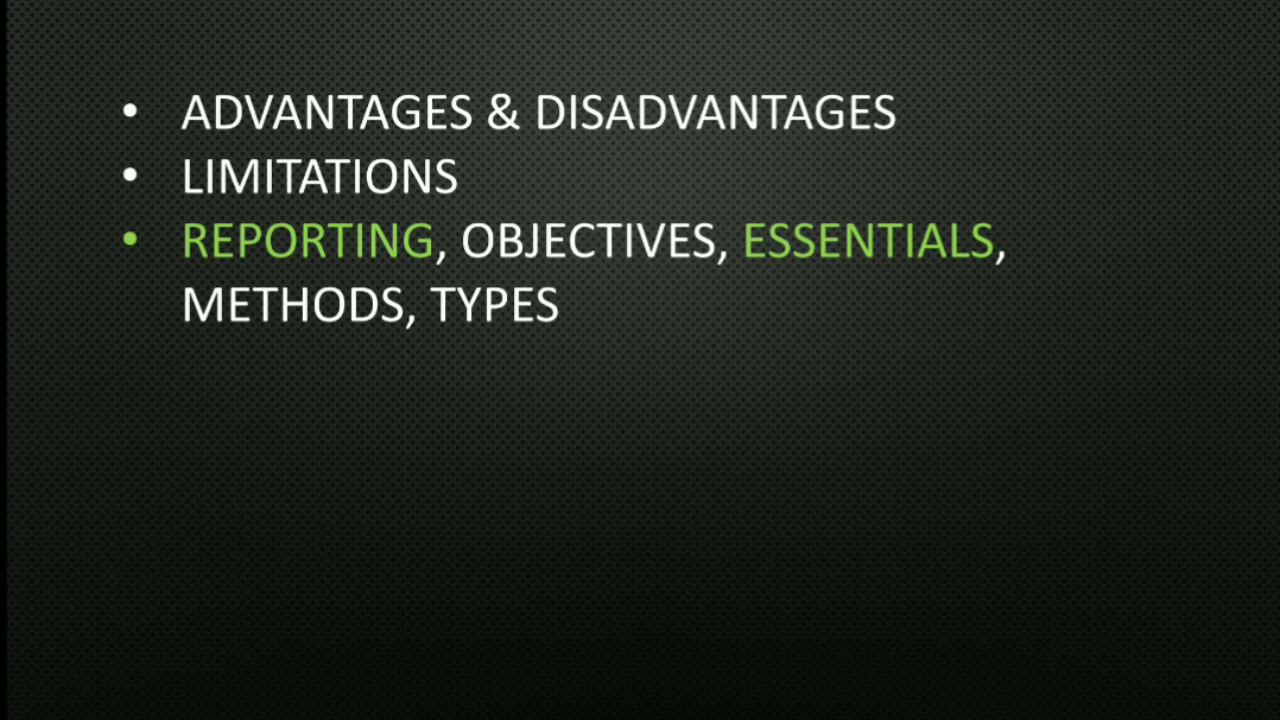 • ADVANTAGES & DISADVANTAGES
• LIMITATIONS
• REPORTING, OBJECTIVES, ESSENTIALS,
METHODS, TYPES